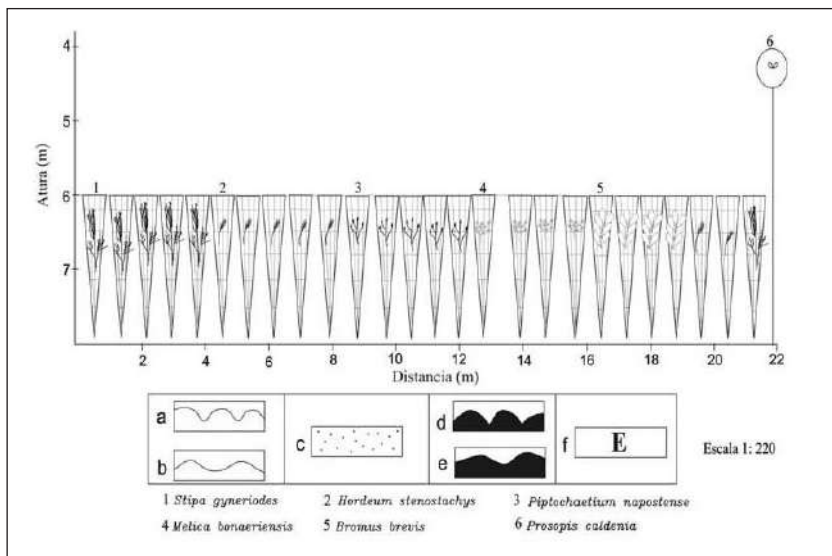 6
4
5
6
7
Atura (m)
1 2 3 4 5
2 4 6 8 10 12 14 16 18 20 22
Distancia (m)
a
b
c
d
e
f E
Escala 1: 220
1 Stipa gyneriodes 2 Hordeum stenostachys 3 Piptochaetium napostense
4 Melica bonaeriensis 5 Bromus brevis 6 Prosopis caldenia